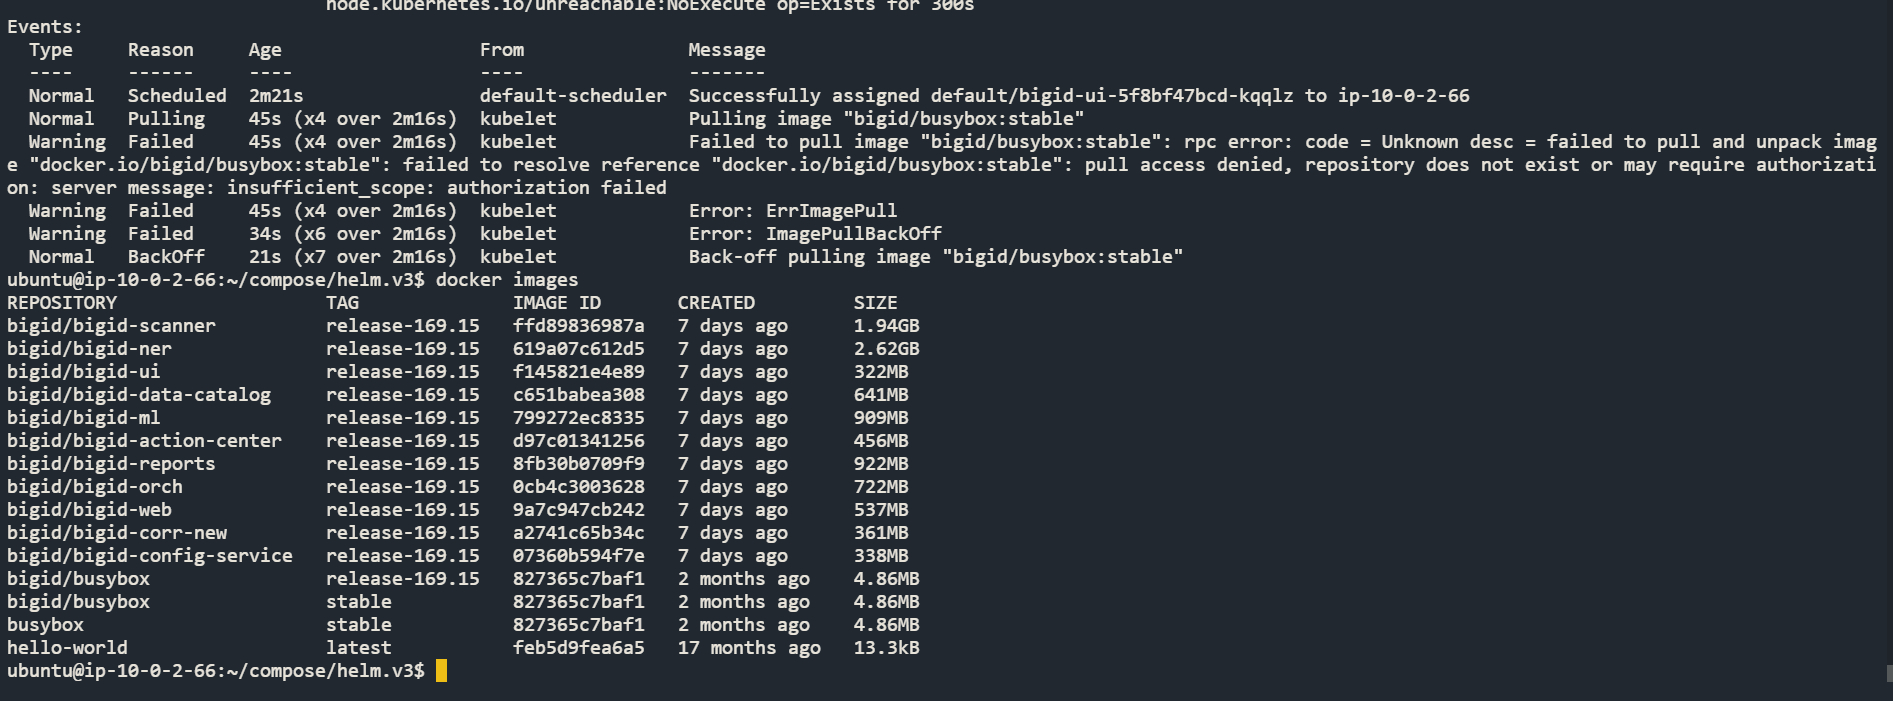 node.kubernetes.io/unreachable:NoExecute op=Exists for 300s
Events:
  Type     Reason     Age                   From               Message
  ----     ------     ----                  ----               -------
  Normal   Scheduled  2m21s                 default-scheduler  Successfully assigned default/bigid-ui-5f8bf47bcd-kqqlz to ip-10-0-2-66
  Normal   Pulling    45s (x4 over 2m16s)   kubelet            Pulling image "bigid/busybox:stable"
  Warning  Failed     45s (x4 over 2m16s)   kubelet            Failed to pull image "bigid/busybox:stable": rpc error: code = Unknown desc = failed to pull and unpack imag
e "docker.io/bigid/busybox:stable": failed to resolve reference "docker.io/bigid/busybox:stable": pull access denied, repository does not exist or may require authorizati
on: server message: insufficient_scope: authorization failed
  Warning  Failed     45s (x4 over 2m16s)   kubelet            Error: ErrImagePull
  Warning  Failed     34s (x6 over 2m16s)   kubelet            Error: ImagePullBackOff
  Normal   BackOff    21s (x7 over 2m16s)   kubelet            Back-off pulling image "bigid/busybox:stable"
ubuntu@ip-10-0-2-66:~/compose/helm.v3$ docker images
REPOSITORY                   TAG              IMAGE ID       CREATED         SIZE
bigid/bigid-scanner          release-169.15   ffd89836987a   7 days ago      1.94GB
bigid/bigid-ner              release-169.15   619a07c612d5   7 days ago      2.62GB
bigid/bigid-ui               release-169.15   f145821e4e89   7 days ago      322MB
bigid/bigid-data-catalog     release-169.15   c651babea308   7 days ago      641MB
bigid/bigid-ml               release-169.15   799272ec8335   7 days ago      909MB
bigid/bigid-action-center    release-169.15   d97c01341256   7 days ago      456MB
bigid/bigid-reports          release-169.15   8fb30b0709f9   7 days ago      922MB
bigid/bigid-orch             release-169.15   0cb4c3003628   7 days ago      722MB
bigid/bigid-web              release-169.15   9a7c947cb242   7 days ago      537MB
bigid/bigid-corr-new         release-169.15   a2741c65b34c   7 days ago      361MB
bigid/bigid-config-service   release-169.15   07360b594f7e   7 days ago      338MB
bigid/busybox                release-169.15   827365c7baf1   2 months ago    4.86MB
bigid/busybox                stable           827365c7baf1   2 months ago    4.86MB
busybox                      stable           827365c7baf1   2 months ago    4.86MB
hello-world                  latest           feb5d9fea6a5   17 months ago   13.3kB
ubuntu@ip-10-0-2-66:~/compose/helm.v3$